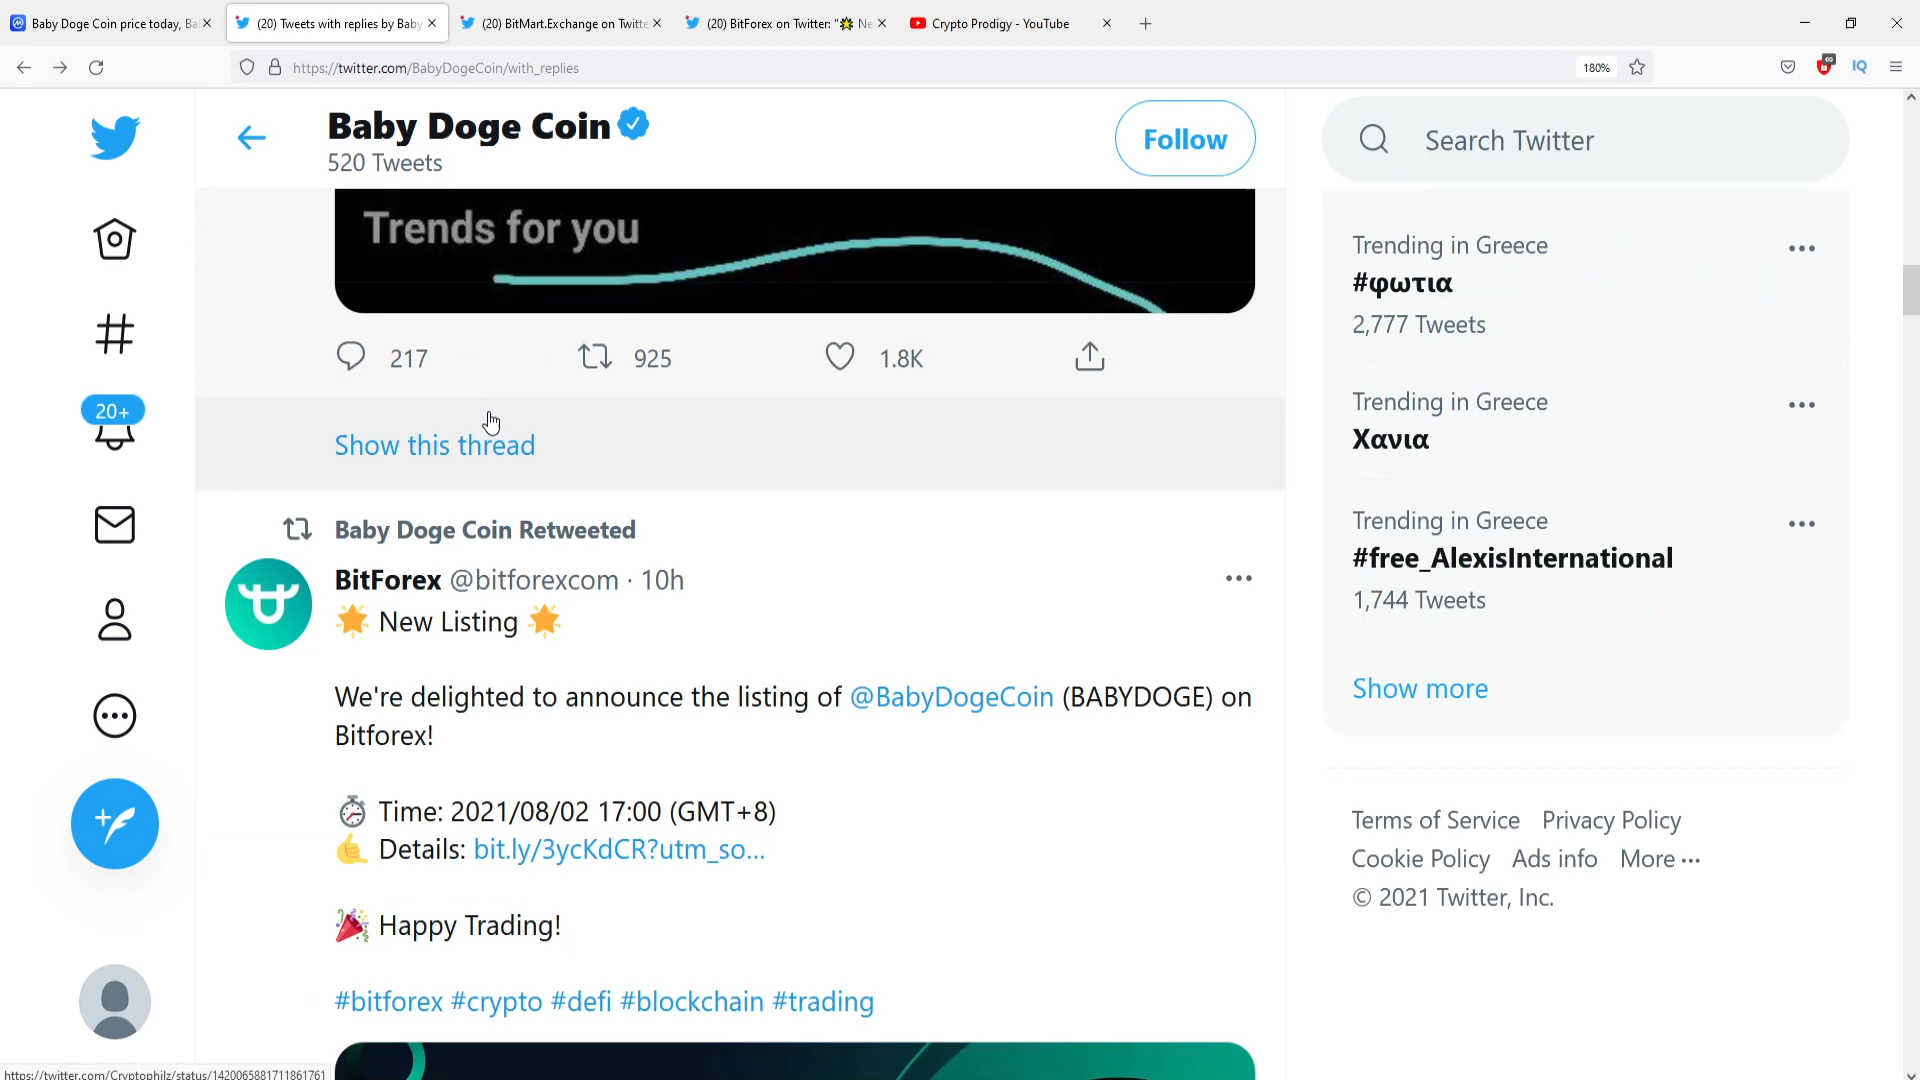 Baby Doge Coin price today, Ba
(20) Tweets with replies by Baby
(20) BitMart.Exchange on Twitte
(20) BitForex on Twitter: "🌟 Ne
Crypto Prodigy - YouTube
https://twitter.com/BabyDogeCoin/with_replies
180%
IQ
Baby Doge Coin
520 Tweets
Follow
Search Twitter
Trends for you
217 925 1.8K
Show this thread
20+
Baby Doge Coin Retweeted
BitForex @bitforexcom · 10h
🌟 New Listing 🌟
We're delighted to announce the listing of @BabyDogeCoin (BABYDOGE) on
Bitforex!
⏱ Time: 2021/08/02 17:00 (GMT+8)
🤙 Details: bit.ly/3ycKdCR?utm_so...
🎉 Happy Trading!
#bitforex #crypto #defi #blockchain #trading
Trending in Greece
#φωτια
2,777 Tweets
Trending in Greece
Χανια
Trending in Greece
#free_AlexisInternational
1,744 Tweets
Show more
Terms of Service Privacy Policy
Cookie Policy Ads info More ···
© 2021 Twitter, Inc.
https://twitter.com/Cryptophilz/status/1420065881711861761